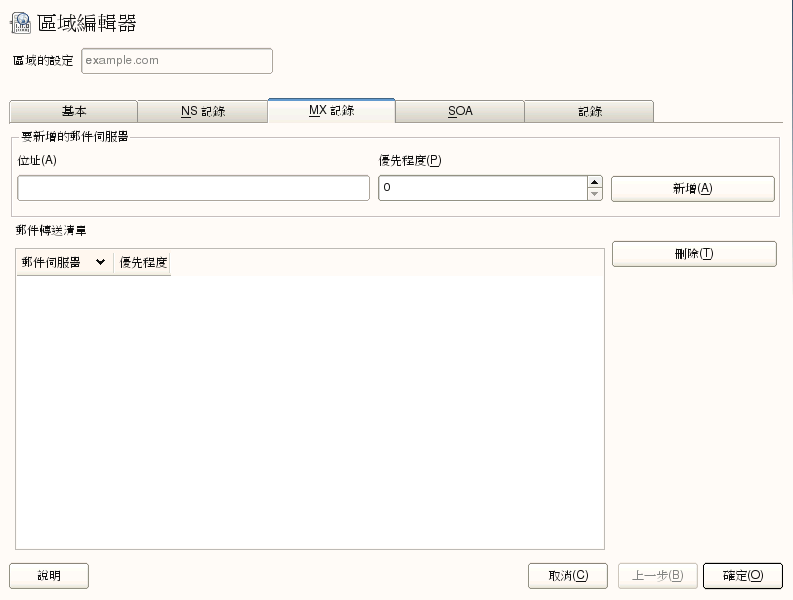 區域編輯器
區域的設定 example.com
基本 NS 記錄 MX 記錄 SOA 記錄
要新增的郵件伺服器
位址(A) 優先程度(P)
0 新增(A)
郵件轉送清單
刪除(T)
郵件伺服器 優先程度
說明 取消(C) 上一步(B) 確定(O)